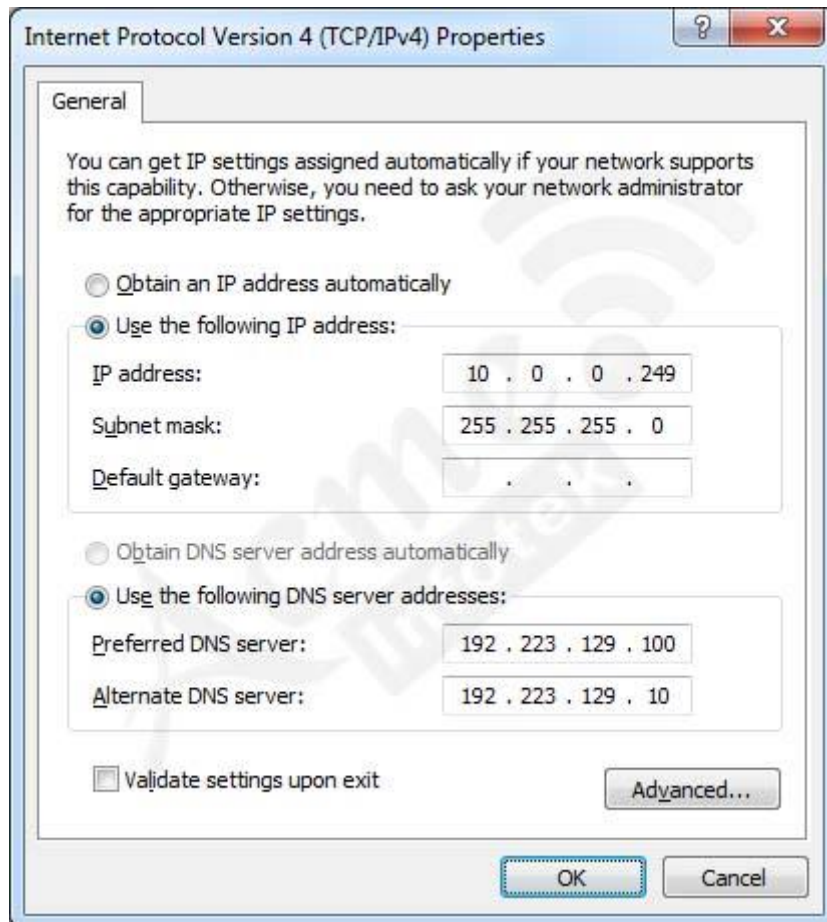 Internet Protocol Version 4 (TCP/IPv4) Properties
General
You can get IP settings assigned automatically if your network supports
this capability. Otherwise, you need to ask your network administrator
for the appropriate IP settings.
Obtain an IP address automatically
Use the following IP address:
IP address: 10 . 0 . 0 . 249
Subnet mask: 255 . 255 . 255 . 0
Default gateway: . . .
Obtain DNS server address automatically
Use the following DNS server addresses:
Preferred DNS server: 192 . 223 . 129 . 100
Alternate DNS server: 192 . 223 . 129 . 10
Validate settings upon exit
Advanced...
OK Cancel
Acme
Infotek